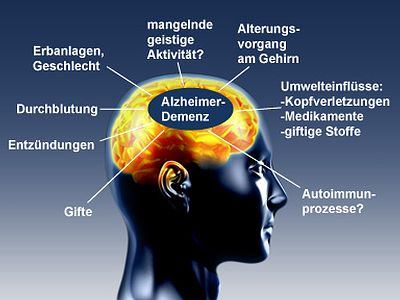 mangelnde
geistige
Aktivität?
Alterungs-
vorgang
am Gehirn
Erbanlagen,
Geschlecht
Umwelteinflüsse:
-Kopfverletzungen
-Medikamente
-giftige Stoffe
Durchblutung
Alzheimer-
Demenz
Entzündungen
Autoimmun-
prozesse?
Gifte